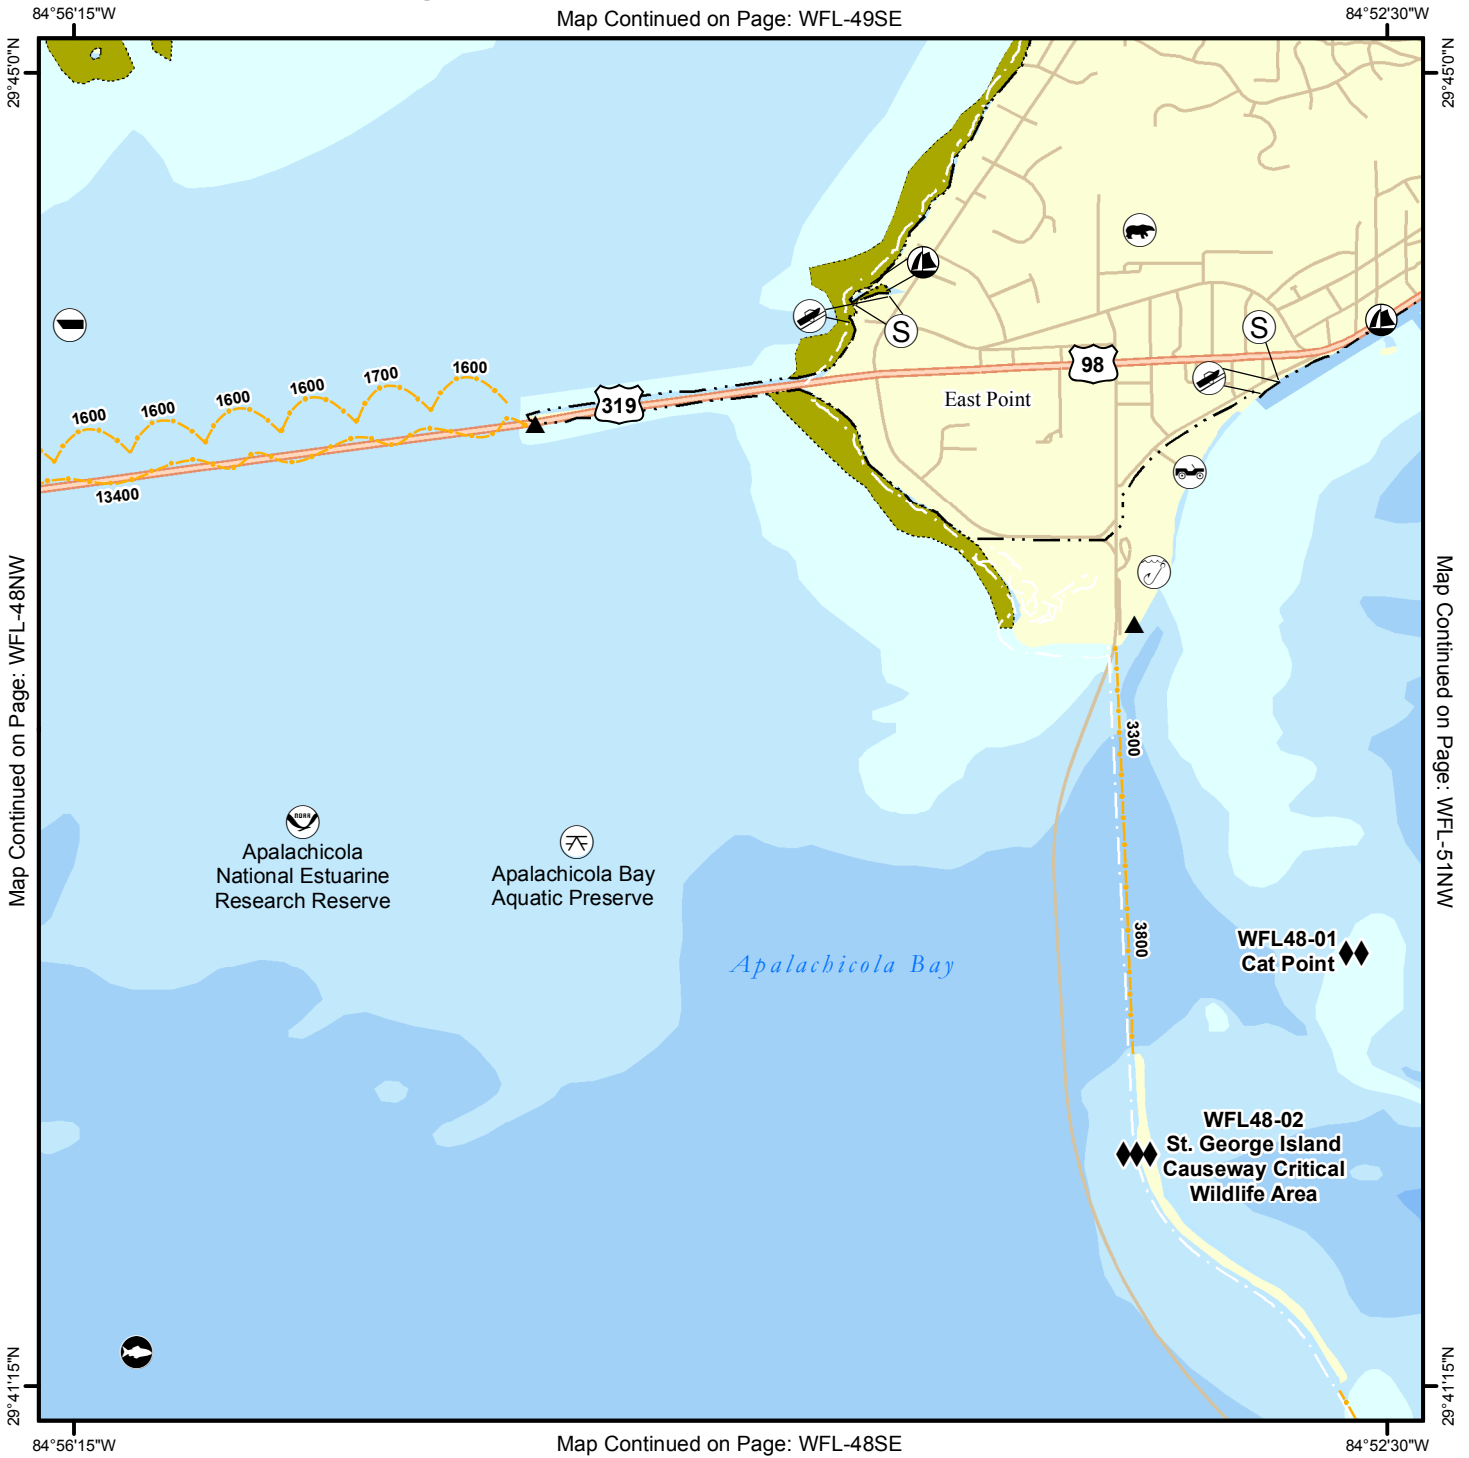 84°56'15"W
Map Continued on Page: WFL-49SE
84°52'30"W
29°45'0"N
29°45'0"N
S
S
1600
1600
1600
1600
1700
1600
319
98
East Point
13400
Map Continued on Page: WFL-48NW
Map Continued on Page: WFL-51NW
3300
NOAA
Apalachicola
National Estuarine
Research Reserve
Apalachicola Bay
Aquatic Preserve
3800
WFL48-01
Cat Point
Apalachicola Bay
WFL48-02
St. George Island
Causeway Critical
Wildlife Area
29°41'15"N
29°41'15"N
84°56'15"W
Map Continued on Page: WFL-48SE
84°52'30"W